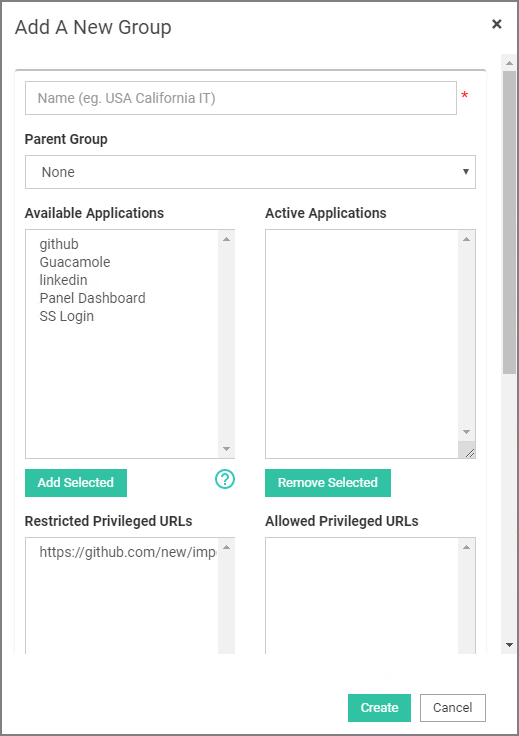 Add A New Group
×
Name (eg. USA California IT)
*
Parent Group
None
Available Applications
Active Applications
github
Guacamole
linkedin
Panel Dashboard
SS Login
Add Selected
?
Remove Selected
Restricted Privileged URLs
Allowed Privileged URLs
https://github.com/new/imp
Create
Cancel